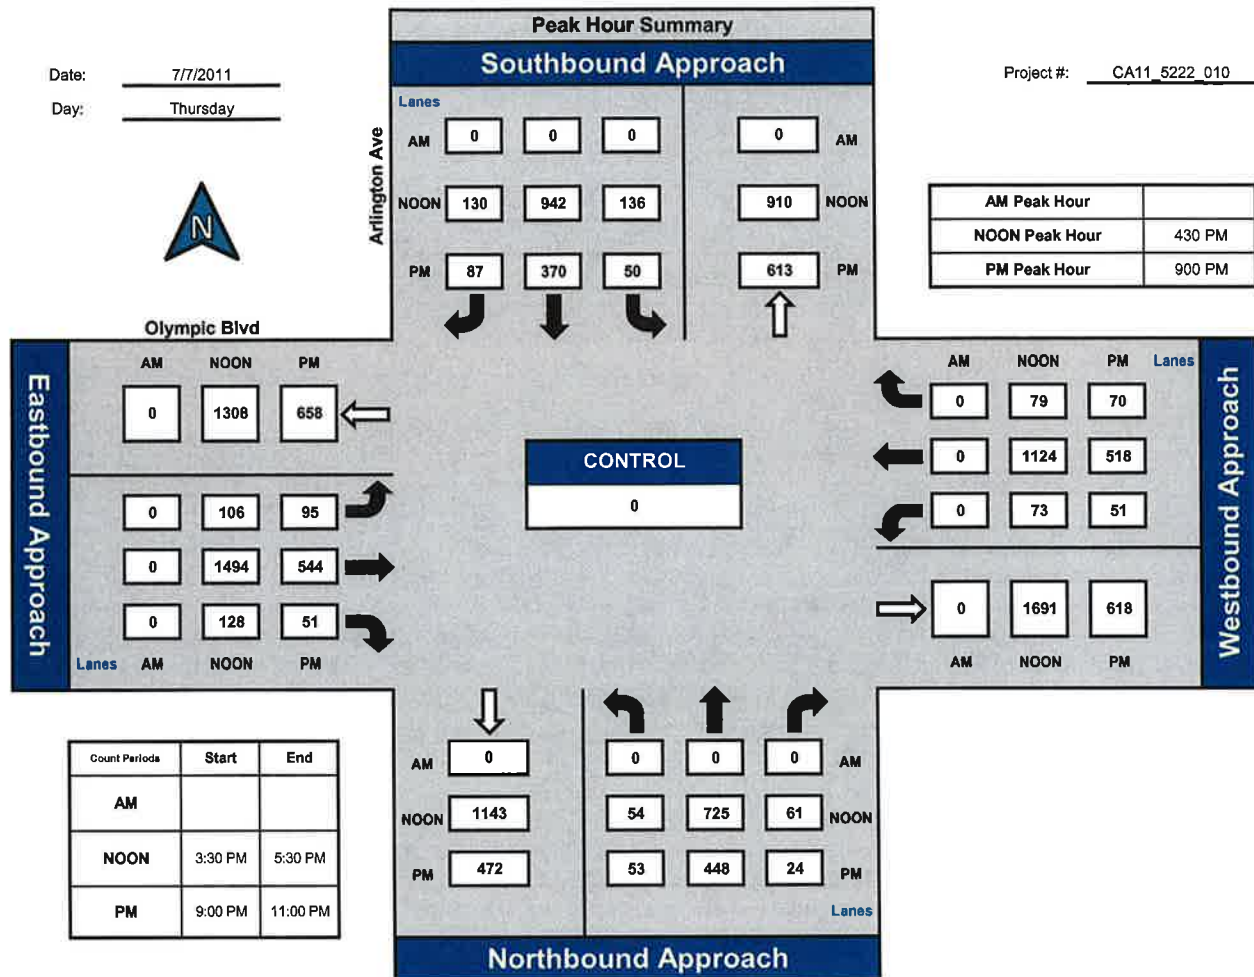 Peak Hour Summary
Southbound Approach
Date: 7/7/2011
Day: Thursday
Project #: CA11_5222_010
Lanes
Arlington Ave
AM 0 0 0 0 AM
NOON 130 942 136 910 NOON
PM 87 370 50 613 PM
N
AM Peak Hour
NOON Peak Hour 430 PM
PM Peak Hour 900 PM
Olympic Blvd
Eastbound Approach
AM NOON PM
0 1308 658
0 106 95
0 1494 544
0 128 51
Lanes AM NOON PM
CONTROL
0
AM NOON PM Lanes
0 79 70
0 1124 518
0 73 51
0 1691 618
AM NOON PM
Westbound Approach
Count Periods Start End
AM
NOON 3:30 PM 5:30 PM
PM 9:00 PM 11:00 PM
AM 0 0 0 0 AM
NOON 1143 54 725 61 NOON
PM 472 53 448 24 PM
Lanes
Northbound Approach